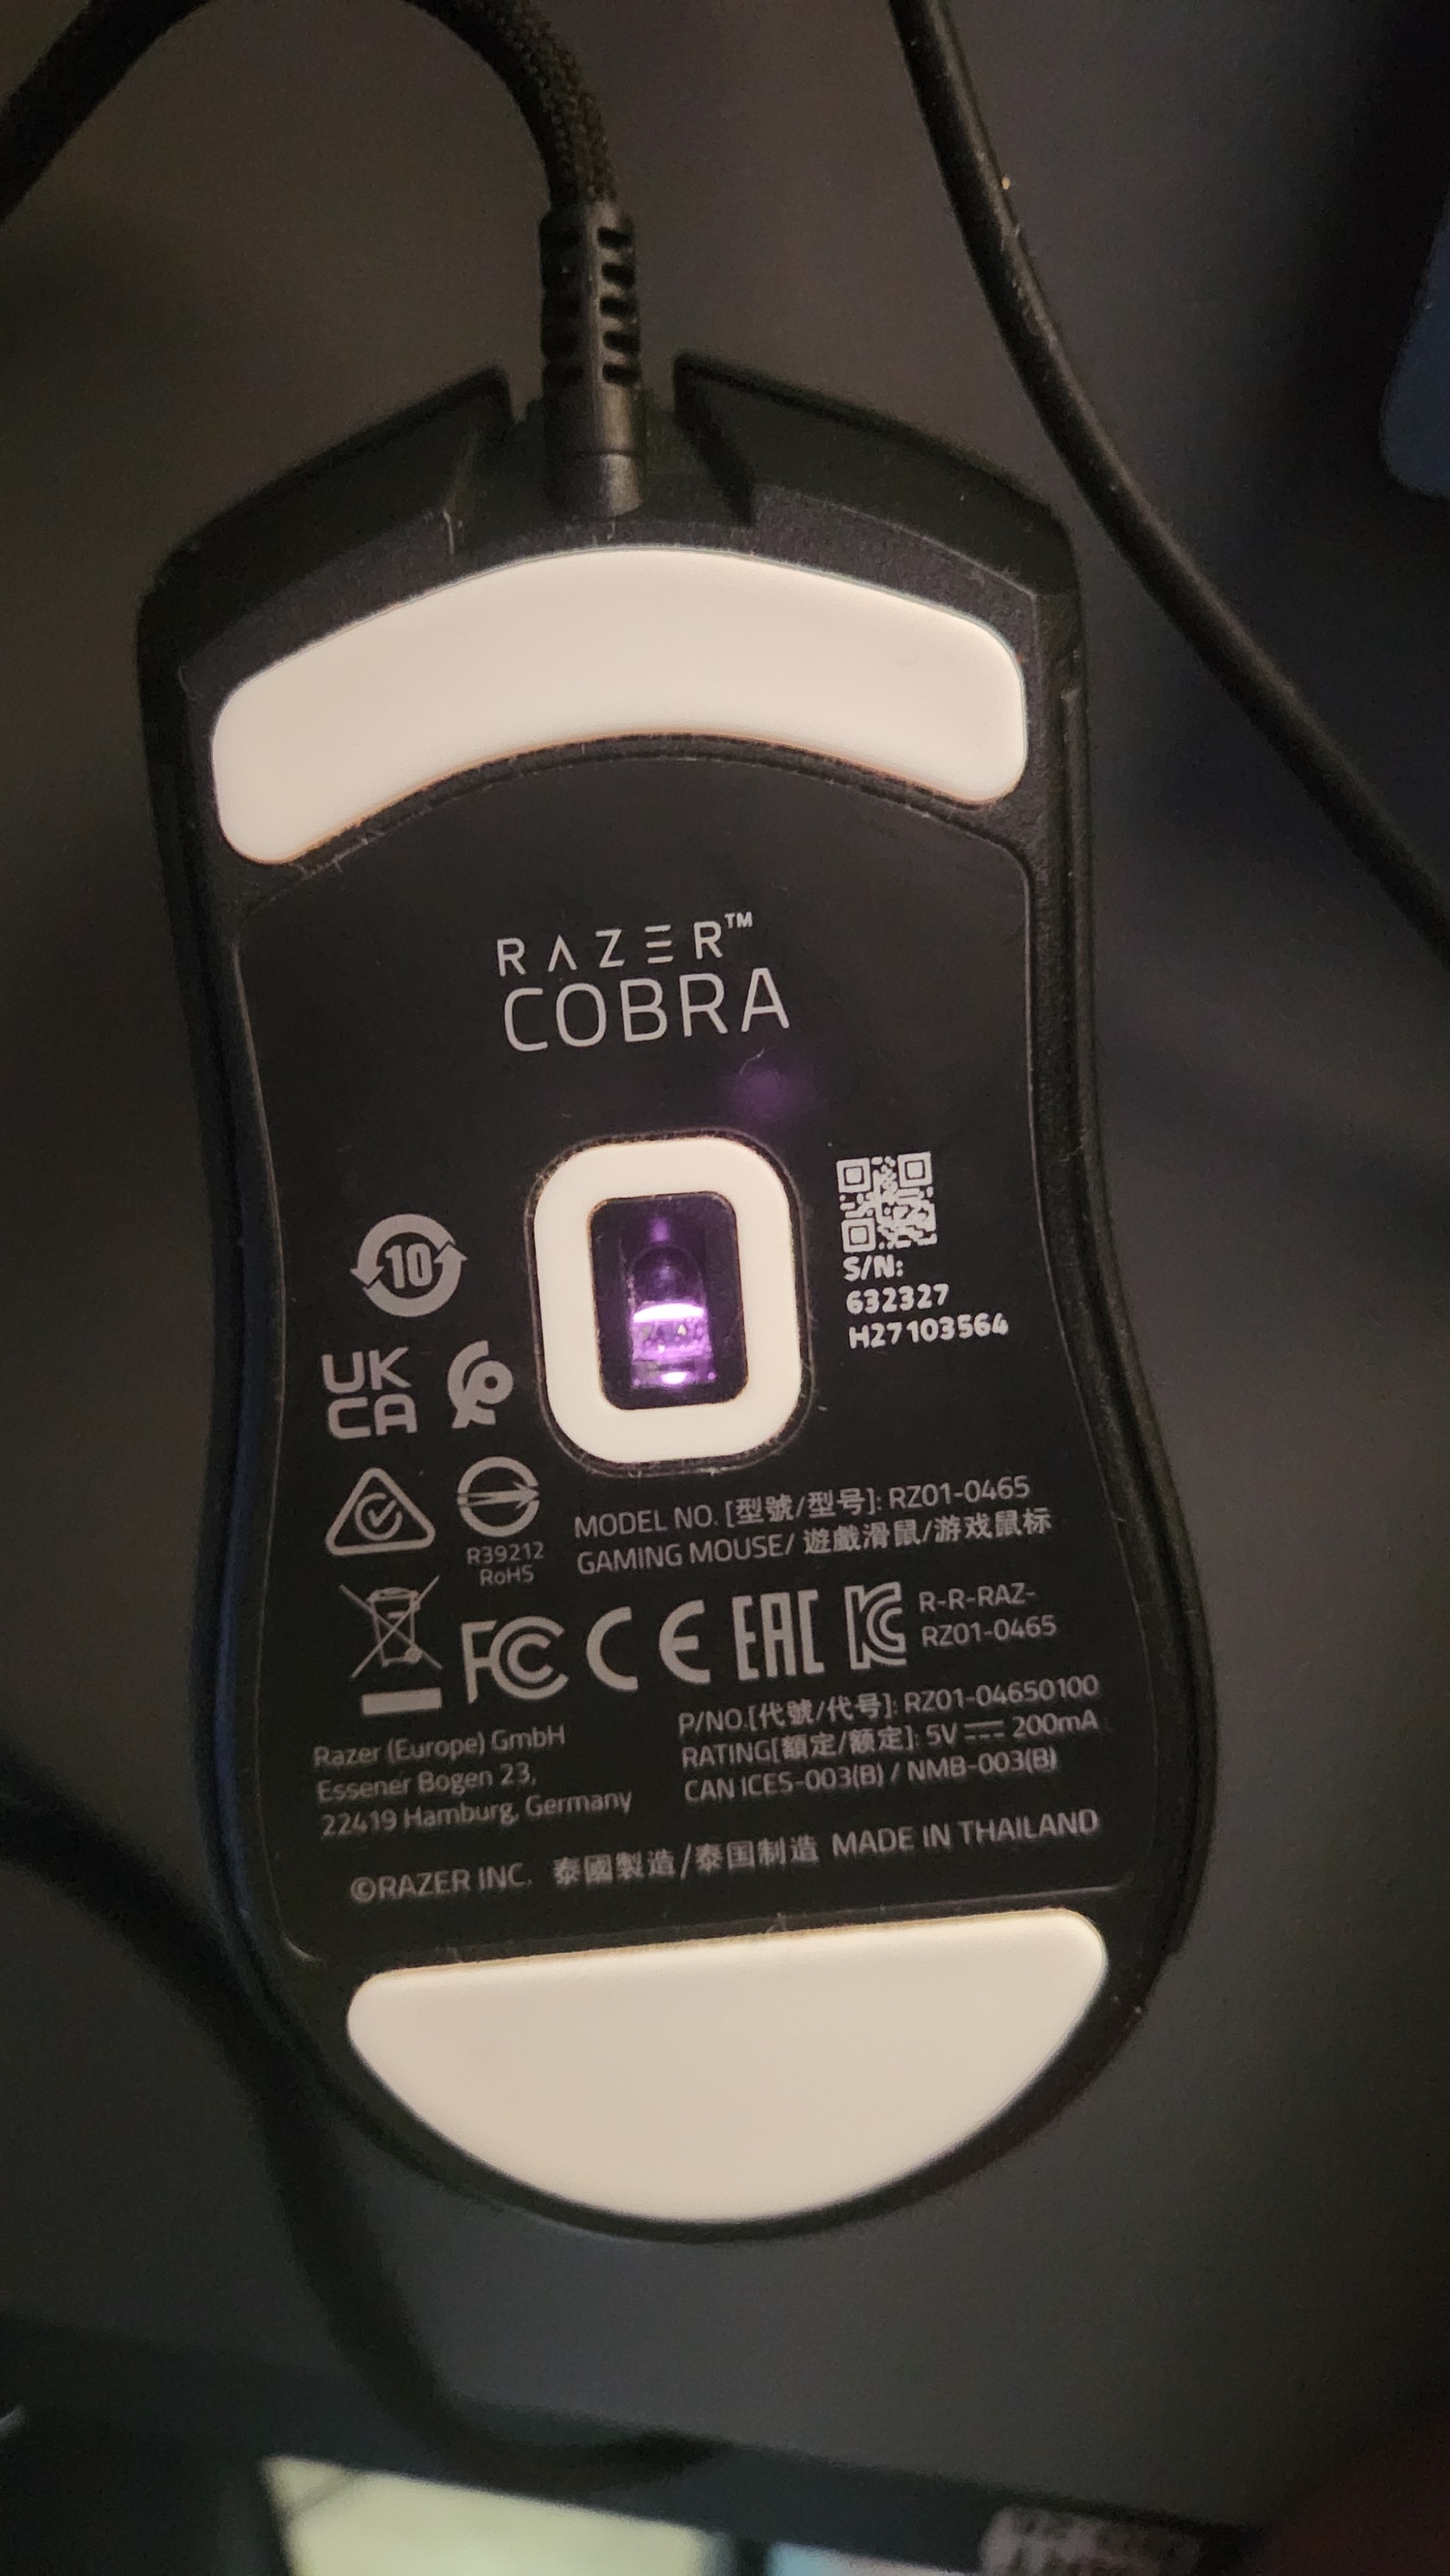 RAZER™
COBRA
10
S/N:
632327
H27103564
UK
CA
R39212
RoHS
MODEL NO. [型號/型号]: RZ01-0465
GAMING MOUSE/ 遊戲滑鼠/游戏鼠标
FC CE EAC KC
R-R-RAZ-
RZ01-0465
Razer (Europe) GmbH
Essener Bogen 23,
22419 Hamburg, Germany
P/NO.[代號/代号]: RZ01-04650100
RATING[額定/额定]: 5V ⎓ 200mA
CAN ICES-003(B) / NMB-003(B)
©RAZER INC. 泰國製造/泰国制造 MADE IN THAILAND